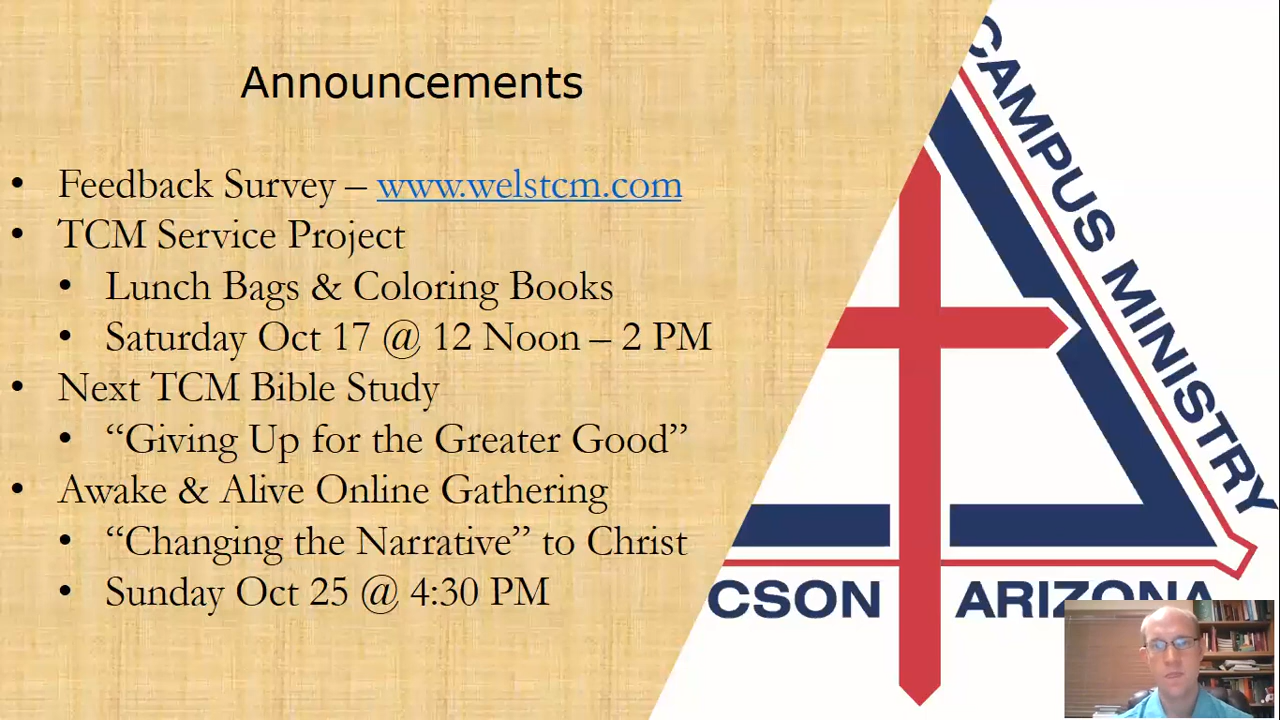 Announcements
• Feedback Survey – www.welstcm.com
• TCM Service Project
• Lunch Bags & Coloring Books
• Saturday Oct 17 @ 12 Noon – 2 PM
• Next TCM Bible Study
• “Giving Up for the Greater Good”
• Awake & Alive Online Gathering
• “Changing the Narrative” to Christ
• Sunday Oct 25 @ 4:30 PM
CAMPUS MINISTRY
CSON ARIZONA